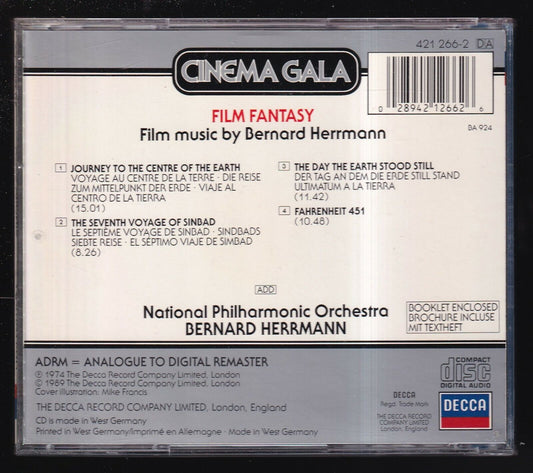 421 266-2 DA
CINEMA GALA
0 28942 12662 6
BA 924
FILM FANTASY
Film music by Bernard Herrmann
1 JOURNEY TO THE CENTRE OF THE EARTH
VOYAGE AU CENTRE DE LA TERRE · DIE REISE
ZUM MITTELPUNKT DER ERDE · VIAJE AL
CENTRO DE LA TIERRA
(15.01)
2 THE SEVENTH VOYAGE OF SINBAD
LE SEPTIÈME VOYAGE DE SINBAD · SINDBADS
SIEBTE REISE · EL SÉPTIMO VIAJE DE SIMBAD
(8.26)
3 THE DAY THE EARTH STOOD STILL
DER TAG AN DEM DIE ERDE STILL STAND
ULTIMATUM A LA TIERRA
(11.42)
4 FAHRENHEIT 451
(10.48)
ADD
National Philharmonic Orchestra
BERNARD HERRMANN
BOOKLET ENCLOSED
BROCHURE INCLUSE
MIT TEXTHEFT
ADRM = ANALOGUE TO DIGITAL REMASTER
℗ 1974 The Decca Record Company Limited, London
© 1989 The Decca Record Company Limited, London
Cover illustration: Mike Francis
THE DECCA RECORD COMPANY LIMITED, London, England
CD is made in West Germany
Printed in West Germany/Imprimé en Allemagne · Made in West Germany
COMPACT
disc
DIGITAL AUDIO
DECCA
Regd. Trade Mark
THE DECCA RECORD
COMPANY LIMITED
LONDON
ENGLAND
DECCA